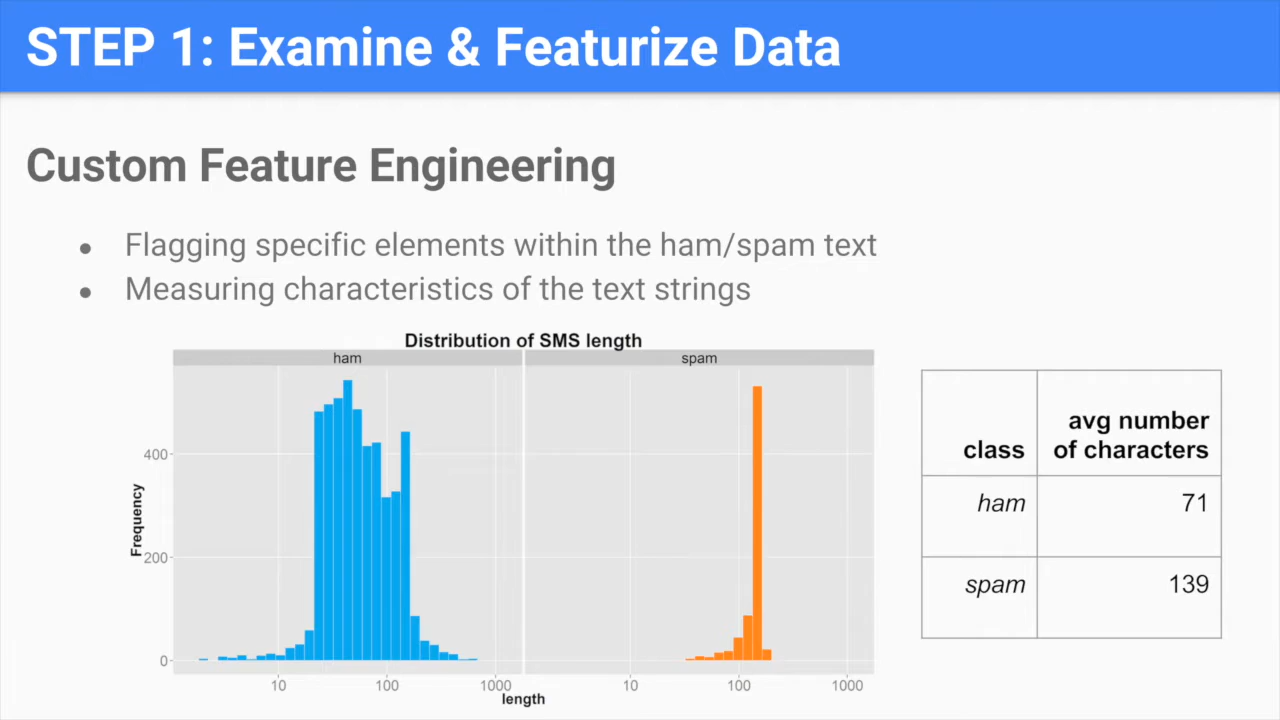 STEP 1: Examine & Featurize Data
Custom Feature Engineering
● Flagging specific elements within the ham/spam text
● Measuring characteristics of the text strings
Distribution of SMS length
ham
spam
Frequency
400
200
0
10
100
1000
10
100
1000
length
class
avg number
of characters
ham
71
spam
139